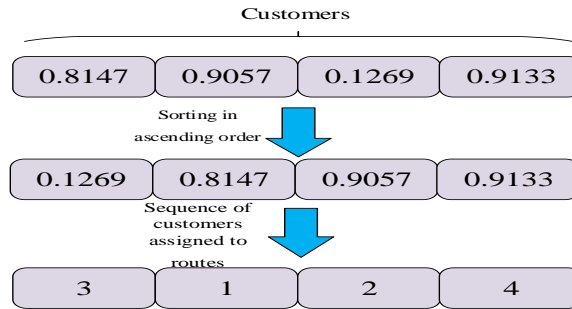 Customers
0.8147 0.9057 0.1269 0.9133
Sorting in
ascending order
0.1269 0.8147 0.9057 0.9133
Sequence of
customers
assigned to
routes
3 1 2 4